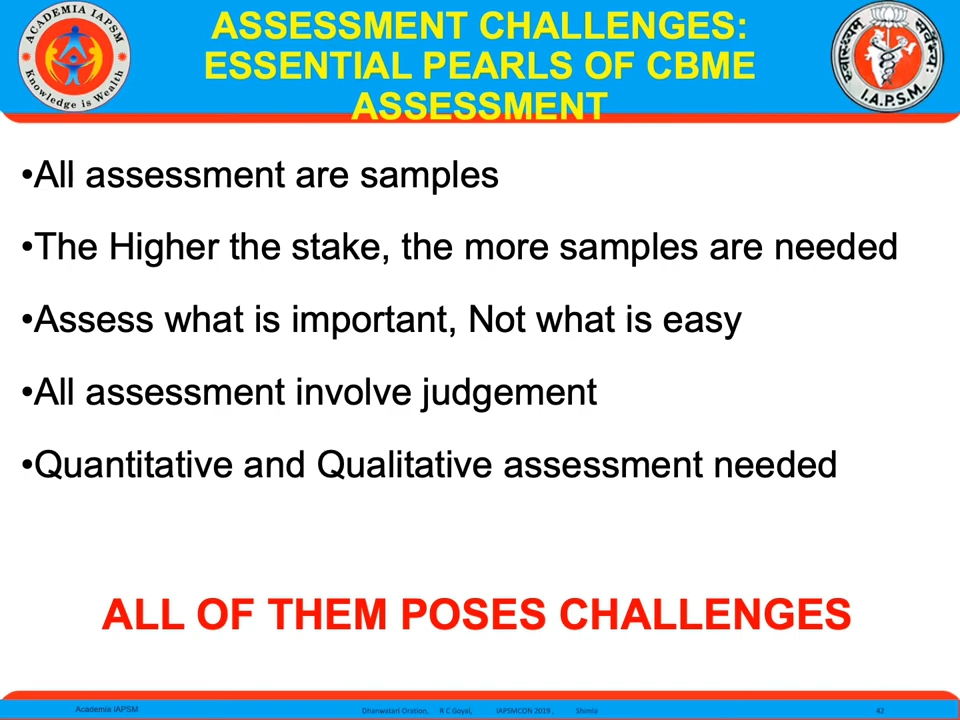 ACADEMIA IAPSM
Knowledge is Wealth
ASSESSMENT CHALLENGES:
ESSENTIAL PEARLS OF CBME
ASSESSMENT
स्वास्थ्यम् सर्वेषाम्
I.A.P.S.M.
•All assessment are samples
•The Higher the stake, the more samples are needed
•Assess what is important, Not what is easy
•All assessment involve judgement
•Quantitative and Qualitative assessment needed
ALL OF THEM POSES CHALLENGES
Academia IAPSM
Dhanwatari Oration, R C Goyal, IAPSMCON 2019 , Shimla
42